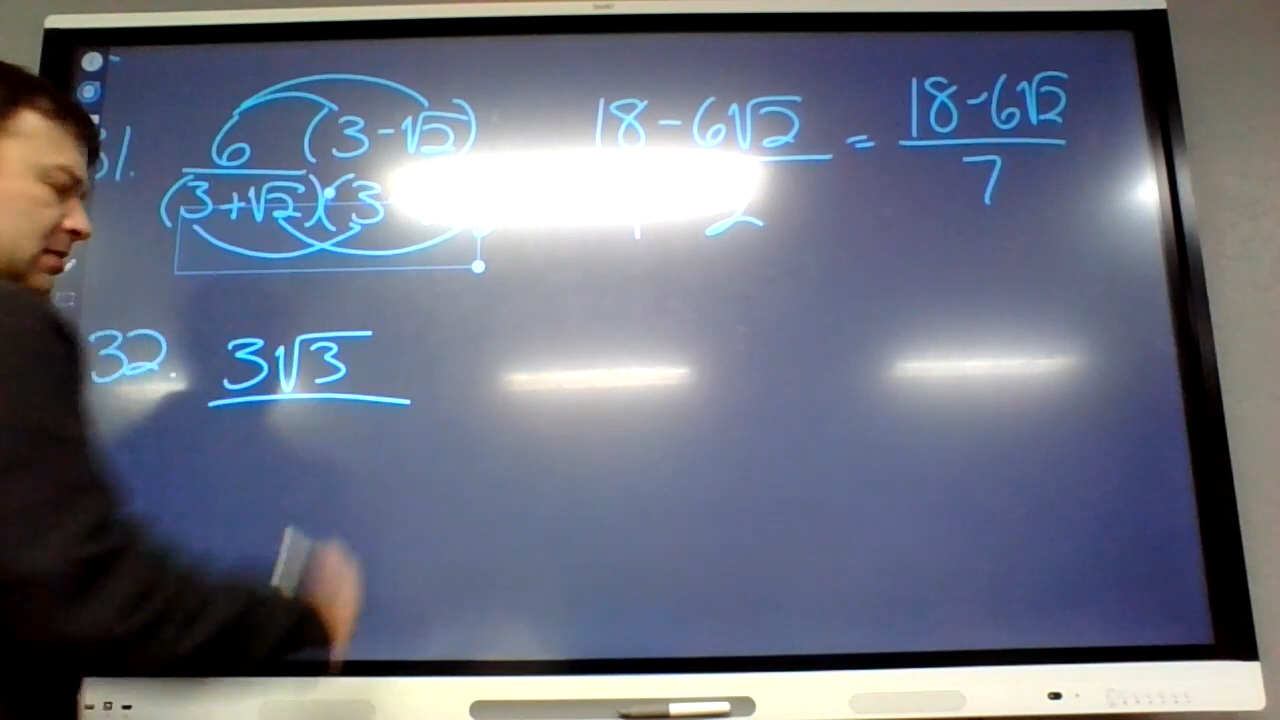 31. 6 (3-√2) 18-6√2 = 18-6√2
(3+√2)·(3 2 7
32. 3√3